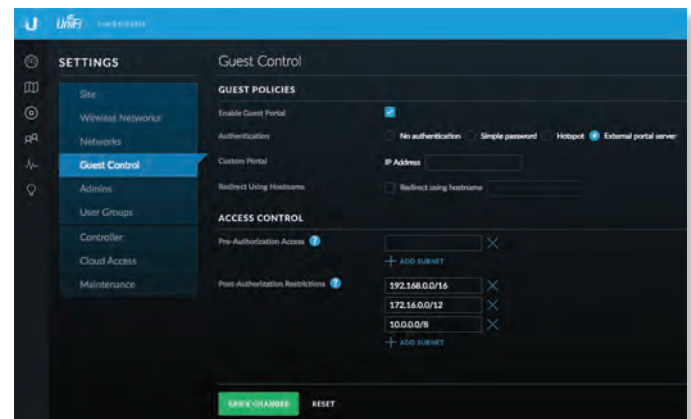 U UniFi
SETTINGS
Guest Control
Site
GUEST POLICIES
Wireless Networks
Enable Guest Portal
Networks
Authentication No authentication Simple password Hotspot External portal server
Guest Control
Custom Portal IP Address
Admins
Redirect Using Hostname Redirect using hostname
User Groups
ACCESS CONTROL
Controller
Pre-Authorization Access ?
Cloud Access
+ ADD SUBNET
Maintenance
Post-Authorization Restrictions ? 192.168.0.0/16
172.16.0.0/12
10.0.0.0/8
+ ADD SUBNET
RESET